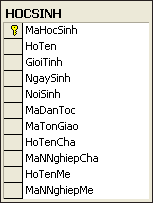 HOCSINH
MaHocSinh
HoTen
GioiTinh
NgaySinh
NoiSinh
MaDanToc
MaTonGiao
HoTenCha
MaNNghiepCha
HoTenMe
MaNNghiepMe